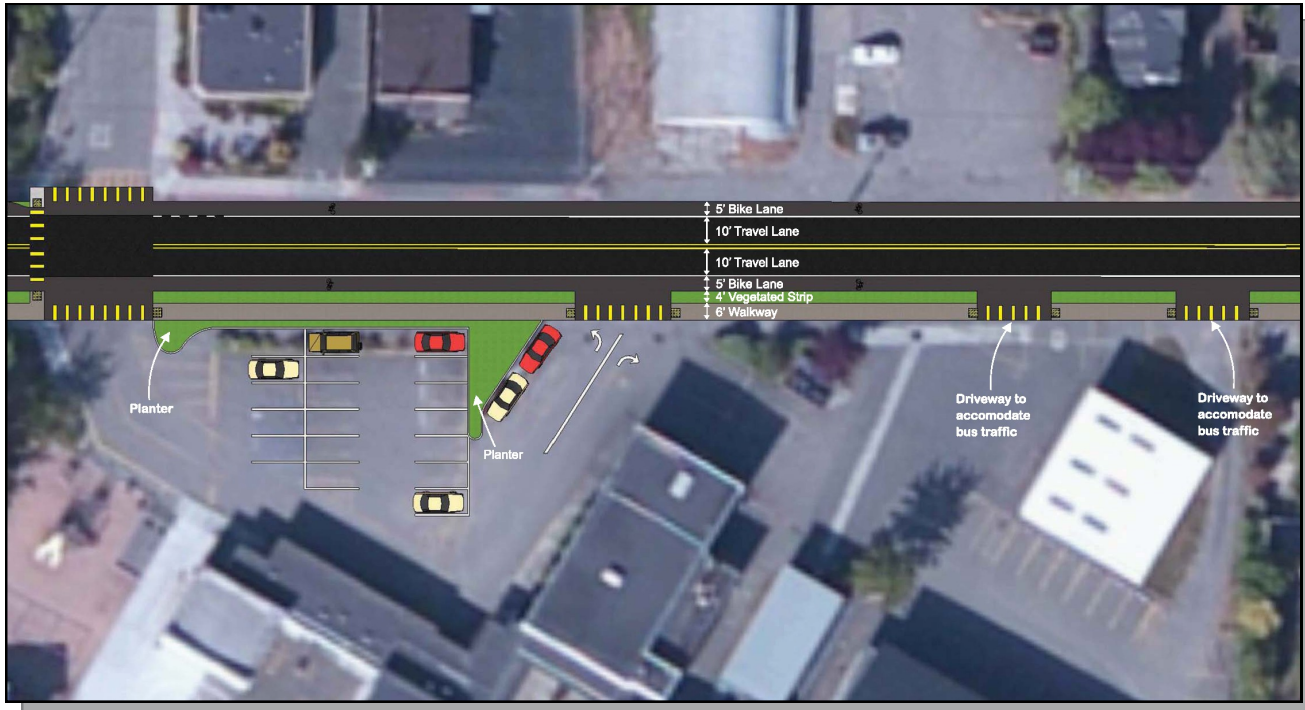 5' Bike Lane
10' Travel Lane
10' Travel Lane
5' Bike Lane
4' Vegetated Strip
6' Walkway
Planter
Planter
Driveway to
accomodate
bus traffic
Driveway to
accomodate
bus traffic